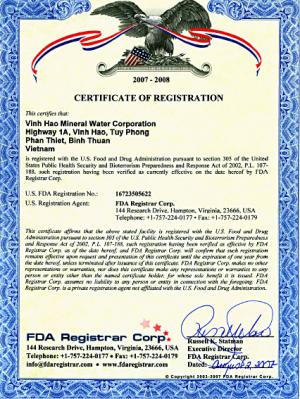 2007 - 2008
CERTIFICATE OF REGISTRATION
This certifies that:
Vinh Hao Mineral Water Corporation
Highway 1A, Vinh Hao, Tuy Phong
Phan Thiet, Binh Thuan
Vietnam
is registered with the U.S. Food and Drug Administration pursuant to section 305 of the United
States Public Health Security and Bioterrorism Preparedness and Response Act of 2002, P.L. 107-
188, such registration having been verified as currently effective on the date hereof by FDA
Registrar Corp.
U.S. FDA Registration No.: 16723505622
U.S. Registration Agent: FDA Registrar Corp.
144 Research Drive, Hampton, Virginia, 23666, USA
Telephone: +1-757-224-0177 • Fax: +1-757-224-0179
This certificate affirms that the above stated facility is registered with the U.S. Food and Drug
Administration pursuant to section 305 of the U.S. Public Health Security and Bioterrorism Preparedness
and Response Act of 2002, P.L. 107-188, such registration having been verified as effective by FDA
Registrar Corp. as of the date hereof, and FDA Registrar Corp. will confirm that such registration
remains effective upon request and presentation of this certificate until the expiration of one year from
the date hereof, unless terminated after issuance of this certificate. FDA Registrar Corp. makes no other
representations or warranties, nor does this certificate make any representations or warranties to any
person or entity other than the named certificate holder, for whose sole benefit it is issued. FDA
Registrar Corp. assumes no liability to any person or entity in connection with the foregoing. FDA
Registrar Corp. is a private registration agent not affiliated with the U.S. Food and Drug Administration.
FDA Registrar Corp.
144 Research Drive, Hampton, Virginia, 23666, USA
Telephone: +1-757-224-0177 • Fax: +1-757-224-0179
info@fdaregistrar.com • www.fdaregistrar.com
Russell K. Statman
Executive Director
FDA Registrar Corp.
Dated: August 2, 2007
© Copyright 2003-2007 FDA Registrar Corp.